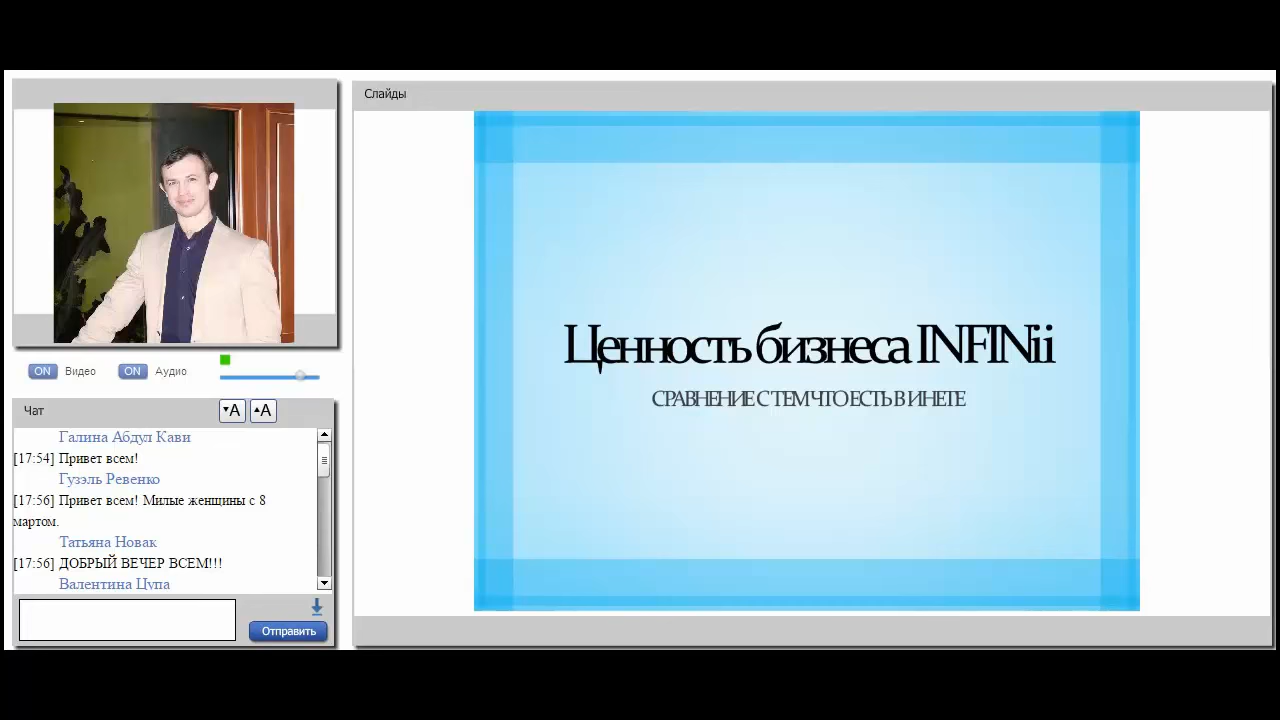 Слайды
Ценность бизнеса INFINii
СРАВНЕНИЕ С ТЕМ ЧТО ЕСТЬ В ИНЕТЕ
ON Видео ON Аудио
Чат
▾A ▴A
Галина Абдул Кави
[17:54] Привет всем!
Гузэль Ревенко
[17:56] Привет всем! Милые женщины с 8
мартом.
Татьяна Новак
[17:56] ДОБРЫЙ ВЕЧЕР ВСЕМ!!!
Валентина Цупа
Отправить